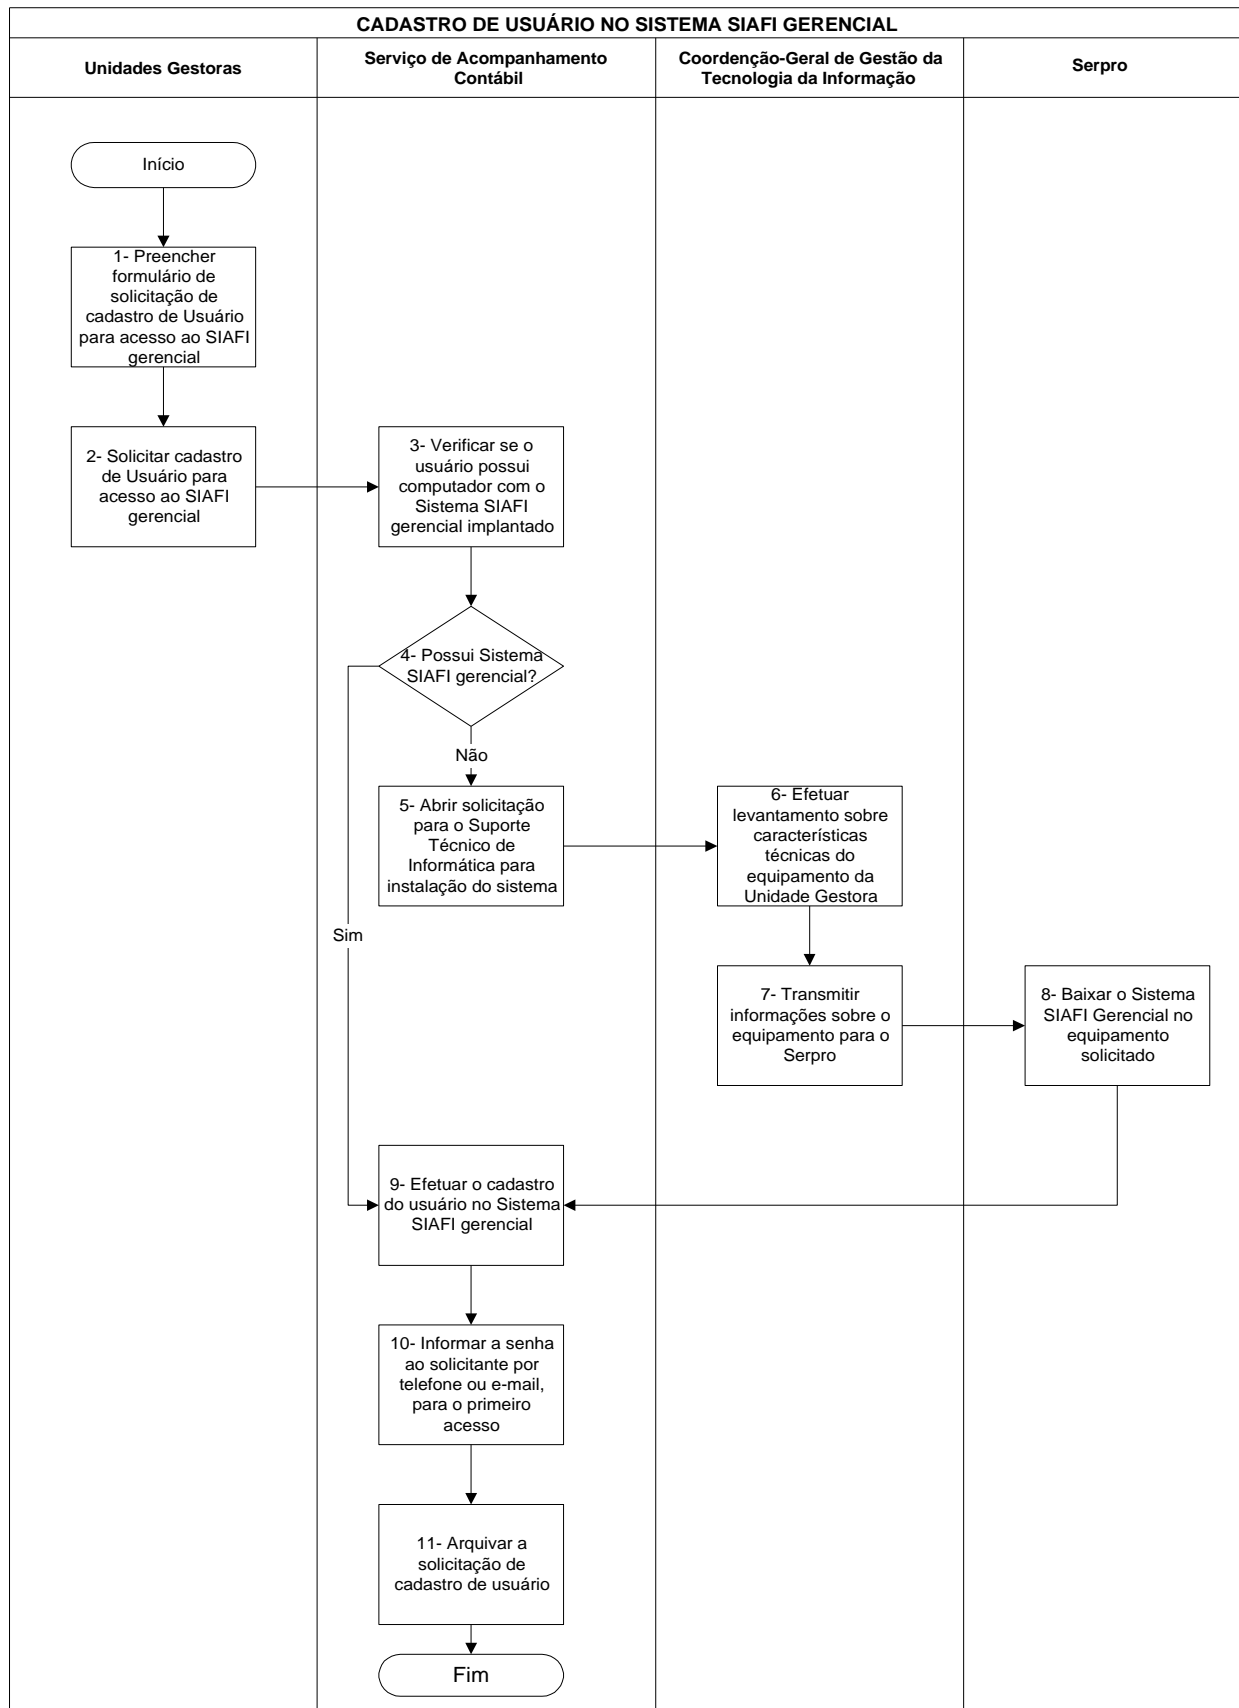 CADASTRO DE USUÁRIO NO SISTEMA SIAFI GERENCIAL
Unidades Gestoras
Serviço de Acompanhamento
Contábil
Coordenção-Geral de Gestão da
Tecnologia da Informação
Serpro
Início
1- Preencher
formulário de
solicitação de
cadastro de Usuário
para acesso ao SIAFI
gerencial
2- Solicitar cadastro
de Usuário para
acesso ao SIAFI
gerencial
3- Verificar se o
usuário possui
computador com o
Sistema SIAFI
gerencial implantado
4- Possui Sistema
SIAFI gerencial?
Não
5- Abrir solicitação
para o Suporte
Técnico de
Informática para
instalação do sistema
6- Efetuar
levantamento sobre
características
técnicas do
equipamento da
Unidade Gestora
Sim
7- Transmitir
informações sobre o
equipamento para o
Serpro
8- Baixar o Sistema
SIAFI Gerencial no
equipamento
solicitado
9- Efetuar o cadastro
do usuário no Sistema
SIAFI gerencial
10- Informar a senha
ao solicitante por
telefone ou e-mail,
para o primeiro
acesso
11- Arquivar a
solicitação de
cadastro de usuário
Fim